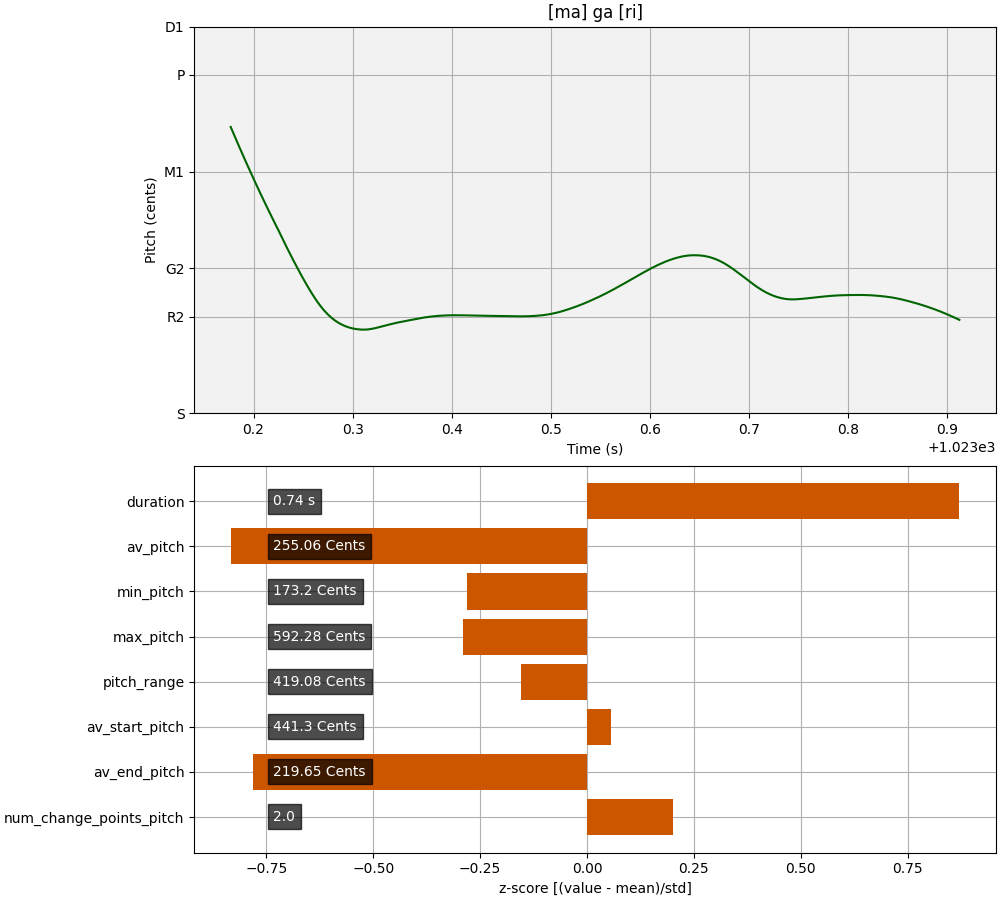 [ma] ga [ri]
D1
P
M1
G2
R2
S
Pitch (cents)
0.2 0.3 0.4 0.5 0.6 0.7 0.8 0.9
Time (s)
+1.023e3
duration 0.74 s
av_pitch 255.06 Cents
min_pitch 173.2 Cents
max_pitch 592.28 Cents
pitch_range 419.08 Cents
av_start_pitch 441.3 Cents
av_end_pitch 219.65 Cents
num_change_points_pitch 2.0
−0.75 −0.50 −0.25 0.00 0.25 0.50 0.75
z-score [(value - mean)/std]